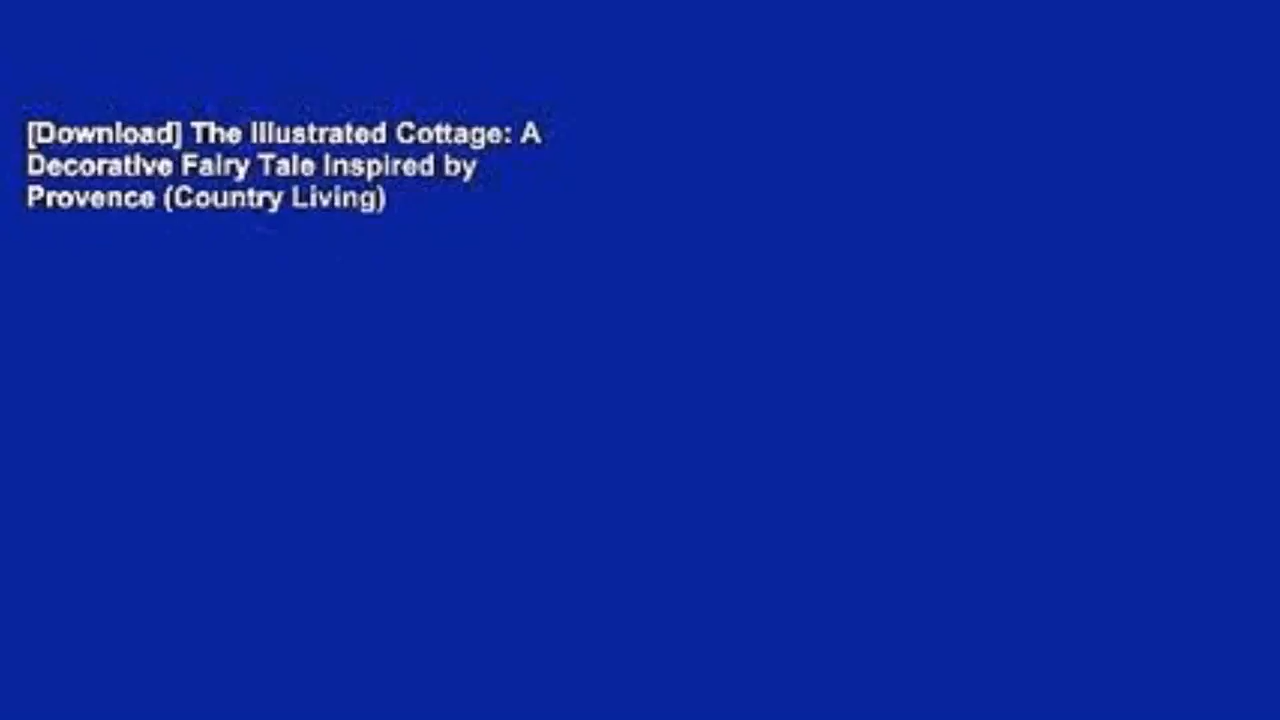 [Download] The Illustrated Cottage: A
Decorative Fairy Tale Inspired by
Provence (Country Living)